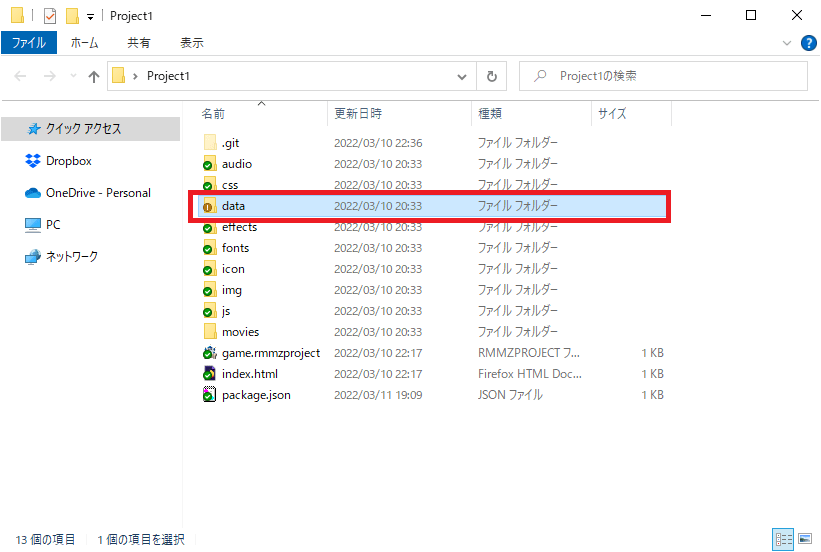 Project1
ファイル ホーム 共有 表示
Project1 Project1の検索
名前 更新日時 種類 サイズ
クイック アクセス
Dropbox
OneDrive - Personal
PC
ネットワーク
.git 2022/03/10 22:36 ファイル フォルダー
audio 2022/03/10 20:33 ファイル フォルダー
css 2022/03/10 20:33 ファイル フォルダー
data 2022/03/10 20:33 ファイル フォルダー
effects 2022/03/10 20:33 ファイル フォルダー
fonts 2022/03/10 20:33 ファイル フォルダー
icon 2022/03/10 20:33 ファイル フォルダー
img 2022/03/10 20:33 ファイル フォルダー
js 2022/03/10 20:33 ファイル フォルダー
movies 2022/03/10 20:33 ファイル フォルダー
game.rmmzproject 2022/03/10 22:17 RMMZPROJECT フ... 1 KB
index.html 2022/03/10 22:17 Firefox HTML Doc... 1 KB
package.json 2022/03/11 19:09 JSON ファイル 1 KB
13 個の項目 1 個の項目を選択